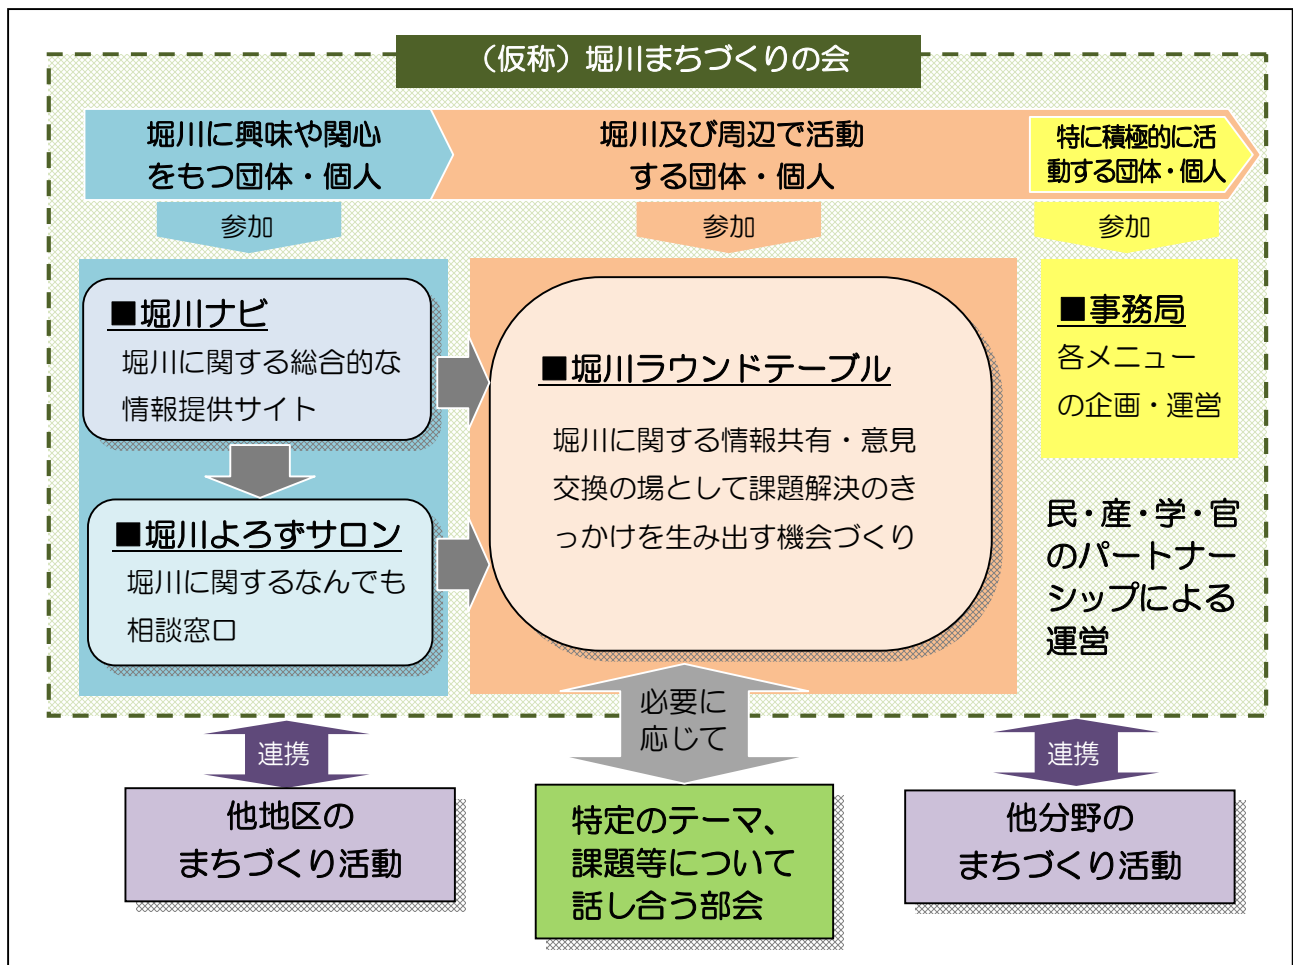 （仮称）堀川まちづくりの会
堀川に興味や関心
をもつ団体・個人
堀川及び周辺で活動
する団体・個人
特に積極的に活
動する団体・個人
参加
参加
参加
■堀川ナビ
堀川に関する総合的な
情報提供サイト
■堀川よろずサロン
堀川に関するなんでも
相談窓口
■堀川ラウンドテーブル
堀川に関する情報共有・意見
交換の場として課題解決のき
っかけを生み出す機会づくり
■事務局
各メニュー
の企画・運営
民・産・学・官
のパートナー
シップによる
運営
連携
必要に
応じて
連携
他地区の
まちづくり活動
特定のテーマ、
課題等について
話し合う部会
他分野の
まちづくり活動